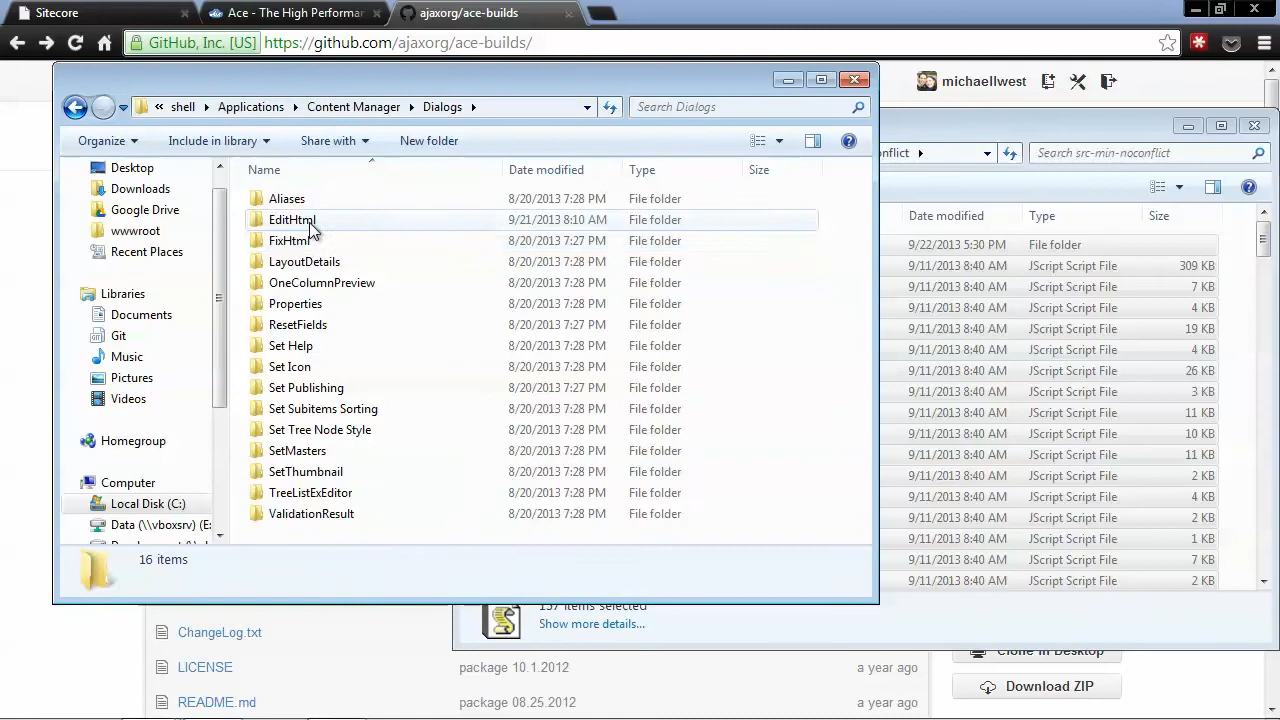 Sitecore
Ace - The High Performan
ajaxorg/ace-builds
GitHub, Inc. [US]
https://github.com/ajaxorg/ace-builds/
michaellwest
shell Applications Content Manager Dialogs
Search Dialogs
Organize
Include in library
Share with
New folder
Name Date modified Type Size
Desktop
Downloads
Google Drive
wwwroot
Recent Places
Libraries
Documents
Git
Music
Pictures
Videos
Homegroup
Computer
Local Disk (C:)
Data (\\vboxsrv) (E:
Aliases 8/20/2013 7:28 PM File folder
EditHtml 9/21/2013 8:10 AM File folder
FixHtml 8/20/2013 7:27 PM File folder
LayoutDetails 8/20/2013 7:28 PM File folder
OneColumnPreview 8/20/2013 7:28 PM File folder
Properties 8/20/2013 7:28 PM File folder
ResetFields 8/20/2013 7:27 PM File folder
Set Help 8/20/2013 7:28 PM File folder
Set Icon 8/20/2013 7:28 PM File folder
Set Publishing 8/20/2013 7:27 PM File folder
Set Subitems Sorting 8/20/2013 7:28 PM File folder
Set Tree Node Style 8/20/2013 7:28 PM File folder
SetMasters 8/20/2013 7:28 PM File folder
SetThumbnail 8/20/2013 7:28 PM File folder
TreeListExEditor 8/20/2013 7:28 PM File folder
ValidationResult 8/20/2013 7:28 PM File folder
16 items
nflict
Search src-min-noconflict
Date modified Type Size
9/22/2013 5:30 PM File folder
9/11/2013 8:40 AM JScript Script File 309 KB
9/11/2013 8:40 AM JScript Script File 7 KB
9/11/2013 8:40 AM JScript Script File 4 KB
9/11/2013 8:40 AM JScript Script File 19 KB
9/11/2013 8:40 AM JScript Script File 4 KB
9/11/2013 8:40 AM JScript Script File 26 KB
9/11/2013 8:40 AM JScript Script File 3 KB
9/11/2013 8:40 AM JScript Script File 11 KB
9/11/2013 8:40 AM JScript Script File 10 KB
9/11/2013 8:40 AM JScript Script File 11 KB
9/11/2013 8:40 AM JScript Script File 2 KB
9/11/2013 8:40 AM JScript Script File 4 KB
9/11/2013 8:40 AM JScript Script File 2 KB
9/11/2013 8:40 AM JScript Script File 1 KB
9/11/2013 8:40 AM JScript Script File 7 KB
9/11/2013 8:40 AM JScript Script File 2 KB
137 items selected
Show more details...
ChangeLog.txt
LICENSE package 10.1.2012 a year ago
README.md package 08.25.2012 a year ago
Clone in Desktop
Download ZIP